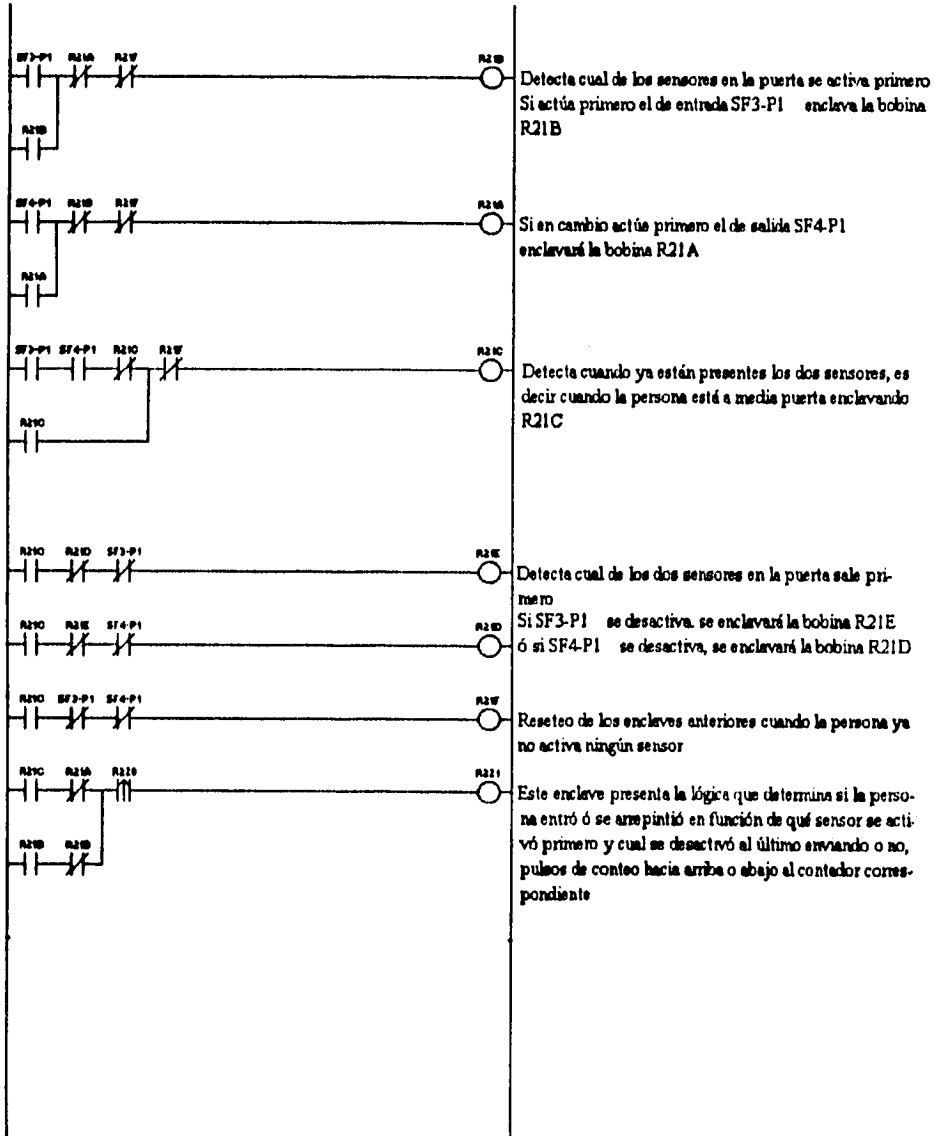 SF3-P1 R21A R21F R21B
Detecta cual de los sensores en la puerta se activa primero
Si actúa primero el de entrada SF3-P1 enclava la bobina
R21B
R21B
SF4-P1 R21B R21F R21A
Si en cambio actúa primero el de salida SF4-P1
enclavará la bobina R21A
R21A
SF3-P1 SF4-P1 R21C R21F R21C
Detecta cuando ya están presentes los dos sensores, es
decir cuando la persona está a media puerta enclavando
R21C
R21C
R21C R21D SF3-P1 R21E
Detecta cual de los dos sensores en la puerta sale pri-
mero
Si SF3-P1 se desactiva. se enclavará la bobina R21E
R21C R21E SF4-P1 R21D
ó si SF4-P1 se desactiva, se enclavará la bobina R21D
R21C SF3-P1 SF4-P1 R21F
Reseteo de los enclaves anteriores cuando la persona ya
no activa ningún sensor
R21C R21A R220 R221
Este enclave presenta la lógica que determina si la perso-
na entró ó se arrepintió en función de qué sensor se acti-
vó primero y cual se desactivó al último enviando o no,
pulsos de conteo hacia arriba o abajo al contador corres-
pondiente
R21B